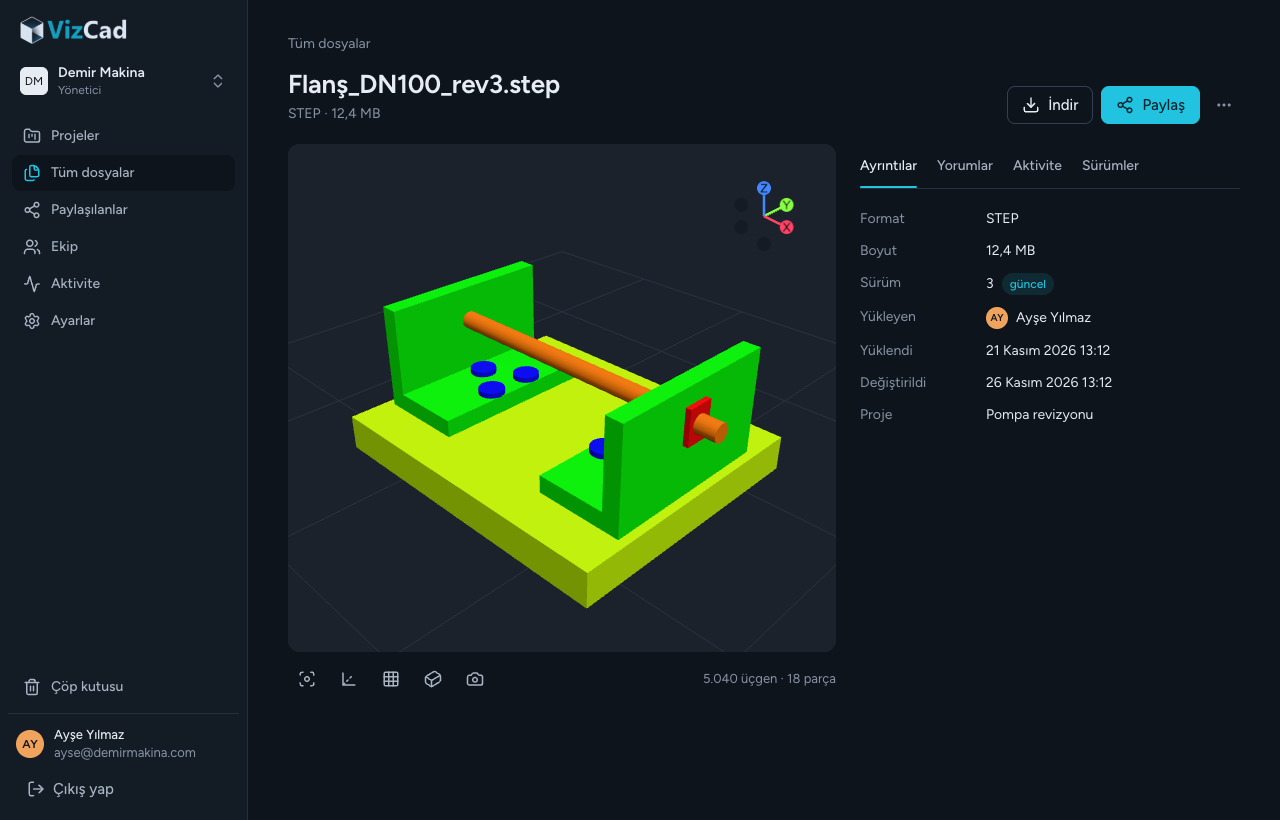 VizCad
DM
Demir Makina
Yönetici
Projeler
Tüm dosyalar
Paylaşılanlar
Ekip
Aktivite
Ayarlar
Çöp kutusu
AY
Ayşe Yılmaz
ayse@demirmakina.com
Çıkış yap
Tüm dosyalar
Flanş_DN100_rev3.step
STEP · 12,4 MB
İndir
Paylaş
Z
Y
X
5.040 üçgen · 18 parça
Ayrıntılar Yorumlar Aktivite Sürümler
Format STEP
Boyut 12,4 MB
Sürüm 3 güncel
Yükleyen AY Ayşe Yılmaz
Yüklendi 21 Kasım 2026 13:12
Değiştirildi 26 Kasım 2026 13:12
Proje Pompa revizyonu